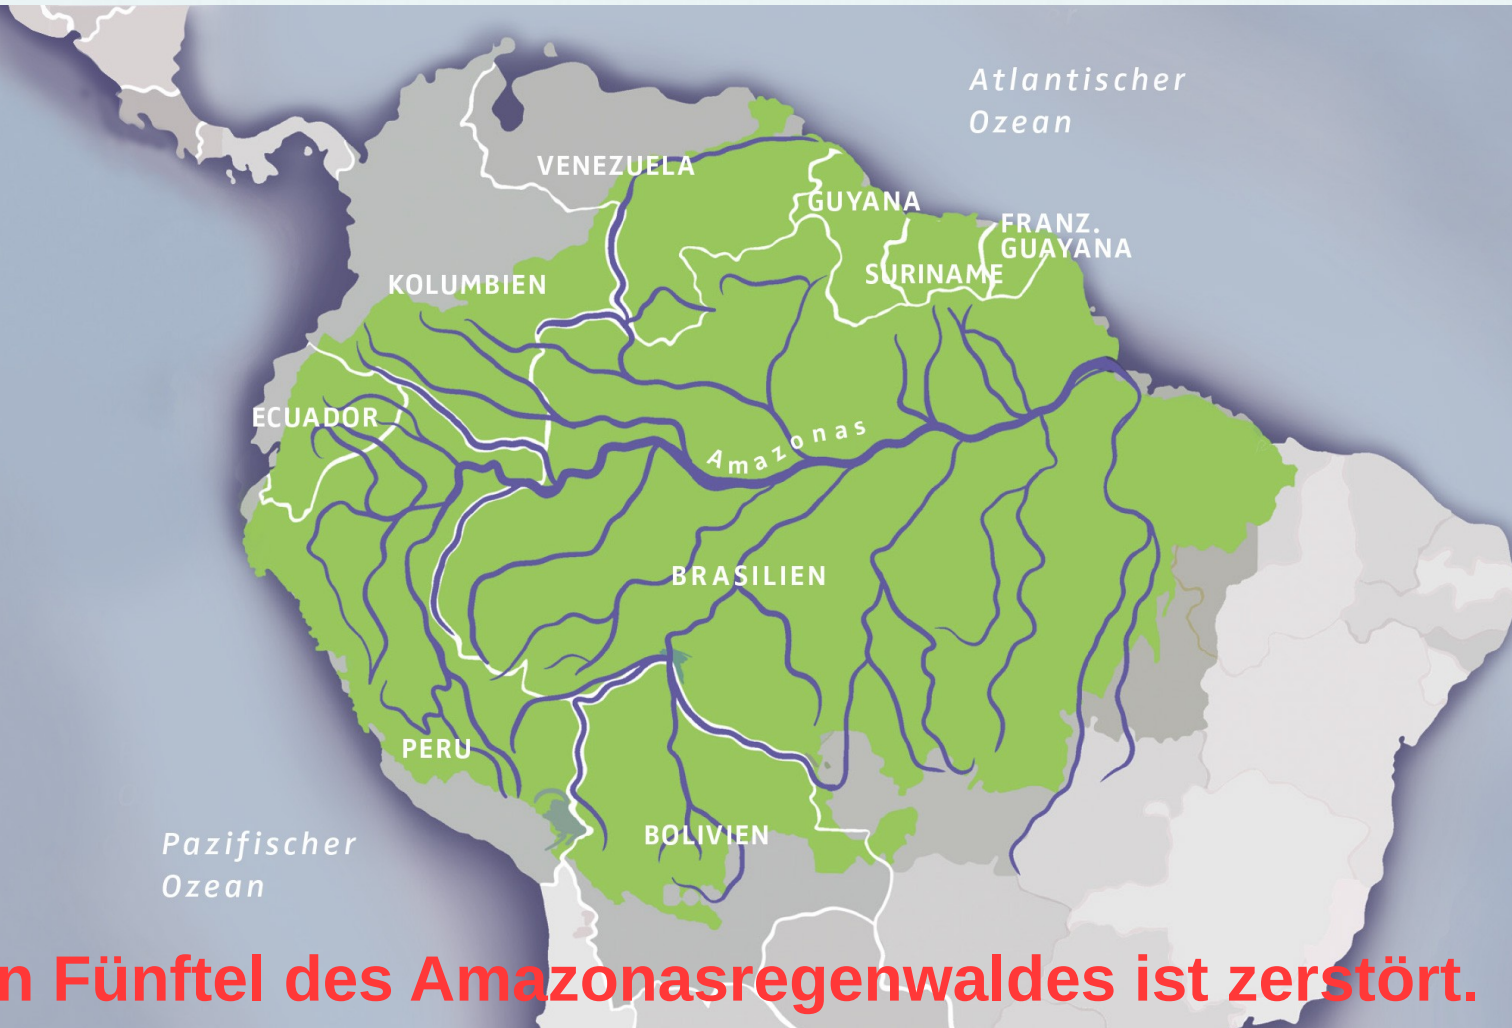 Atlantischer
Ozean
VENEZUELA
GUYANA
FRANZ.
GUAYANA
SURINAME
KOLUMBIEN
ECUADOR
Amazonas
BRASILIEN
PERU
BOLIVIEN
Pazifischer
Ozean
n Fünftel des Amazonasregenwaldes ist zerstört.